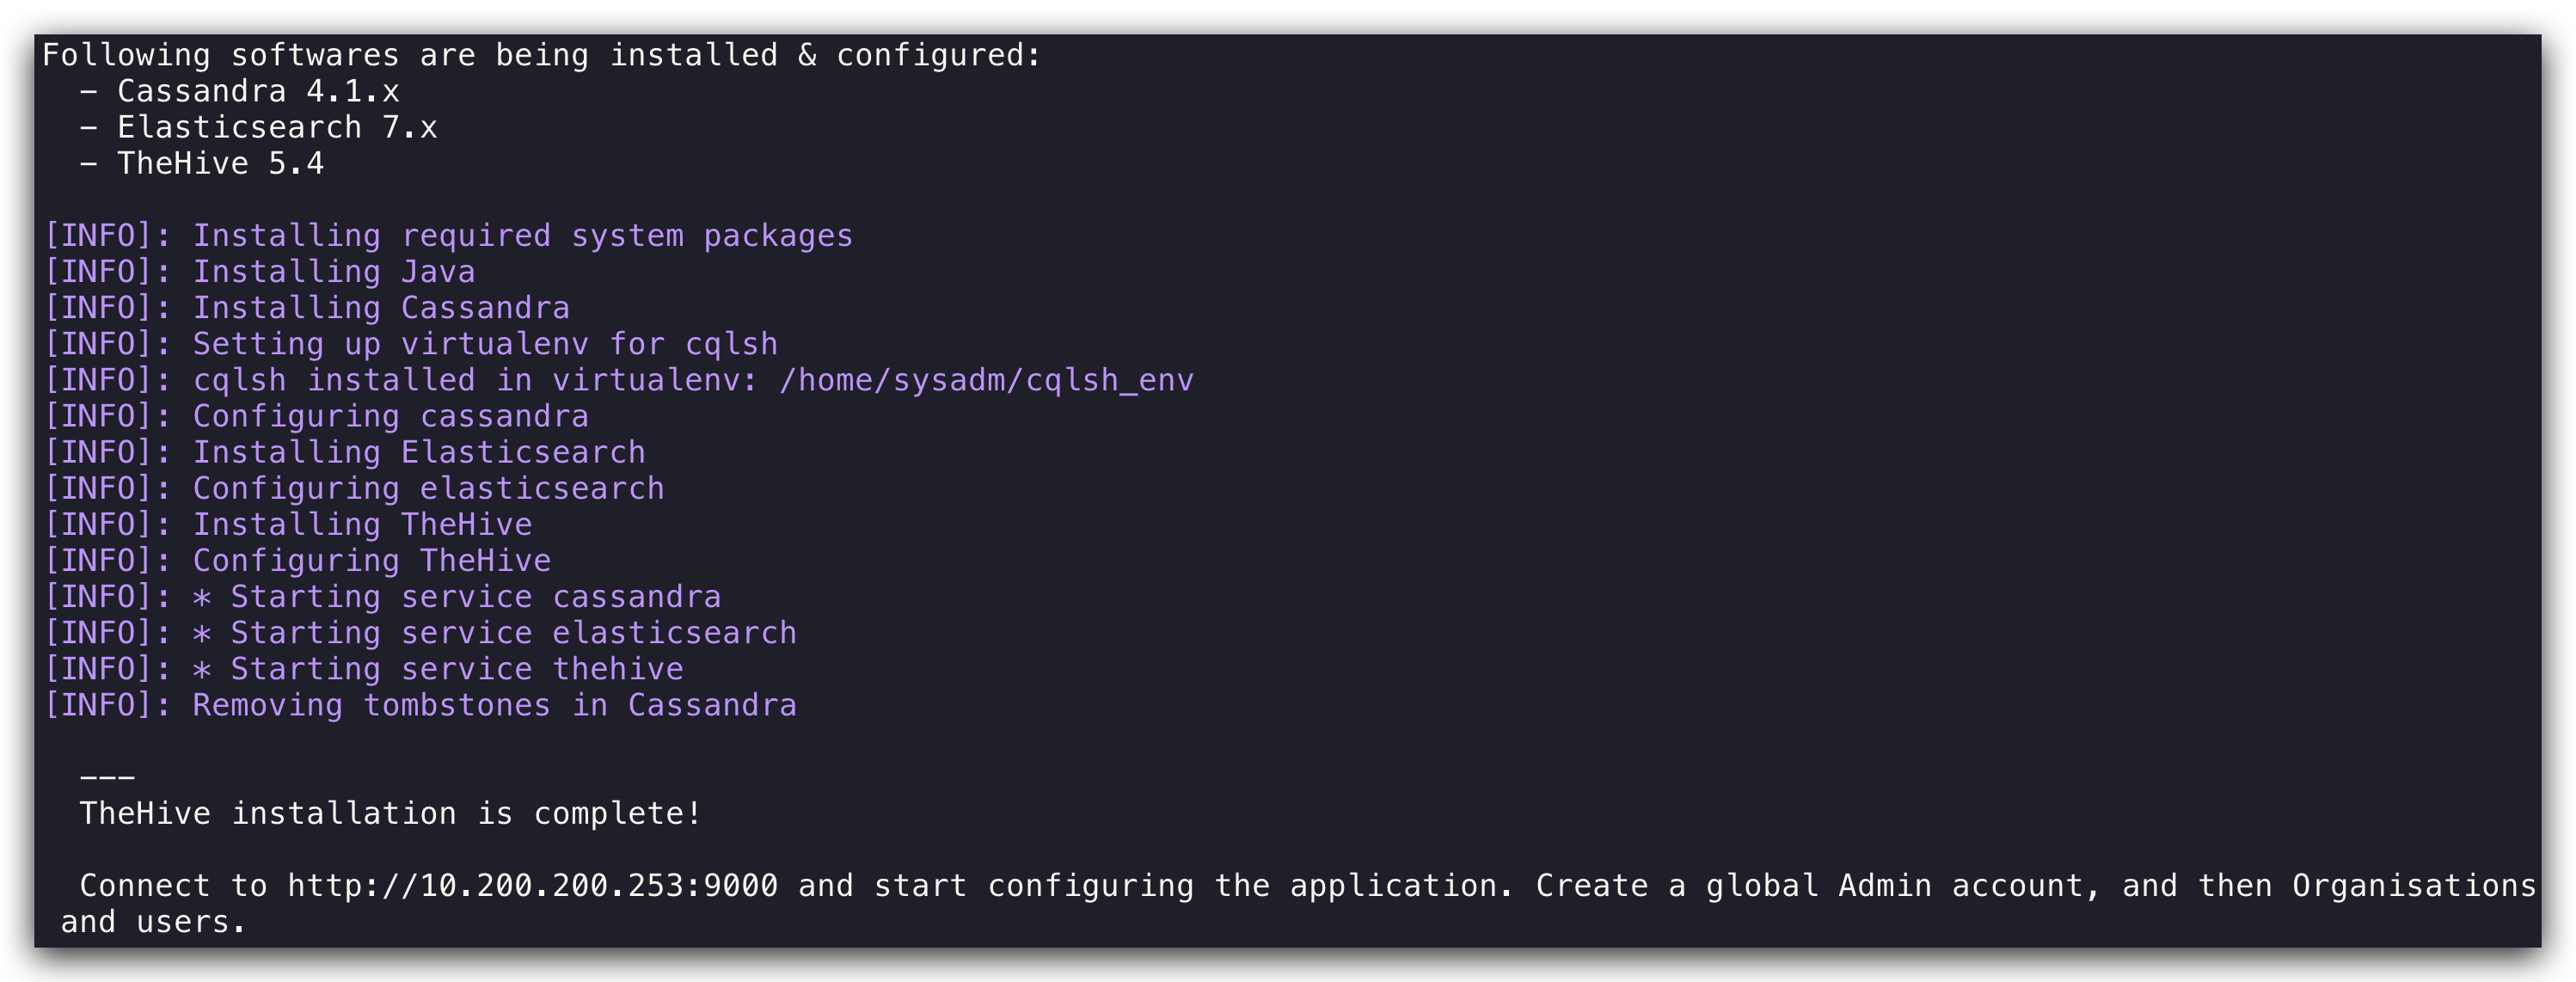 Following softwares are being installed & configured:
  - Cassandra 4.1.x
  - Elasticsearch 7.x
  - TheHive 5.4

[INFO]: Installing required system packages
[INFO]: Installing Java
[INFO]: Installing Cassandra
[INFO]: Setting up virtualenv for cqlsh
[INFO]: cqlsh installed in virtualenv: /home/sysadm/cqlsh_env
[INFO]: Configuring cassandra
[INFO]: Installing Elasticsearch
[INFO]: Configuring elasticsearch
[INFO]: Installing TheHive
[INFO]: Configuring TheHive
[INFO]: * Starting service cassandra
[INFO]: * Starting service elasticsearch
[INFO]: * Starting service thehive
[INFO]: Removing tombstones in Cassandra

  ---
  TheHive installation is complete!

  Connect to http://10.200.200.253:9000 and start configuring the application. Create a global Admin account, and then Organisations
 and users.